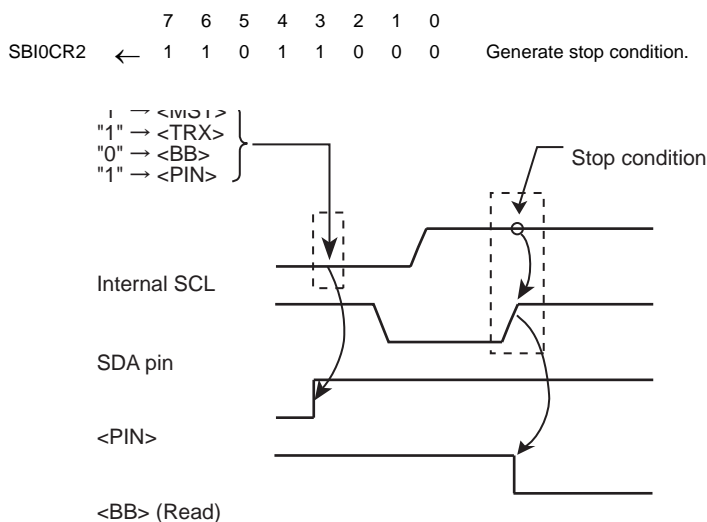 7 6 5 4 3 2 1 0
SBI0CR2 ← 1 1 0 1 1 0 0 0 Generate stop condition.
"1" → <TRX>
"0" → <BB>
"1" → <PIN>
Stop condition
Internal SCL
SDA pin
<PIN>
<BB> (Read)